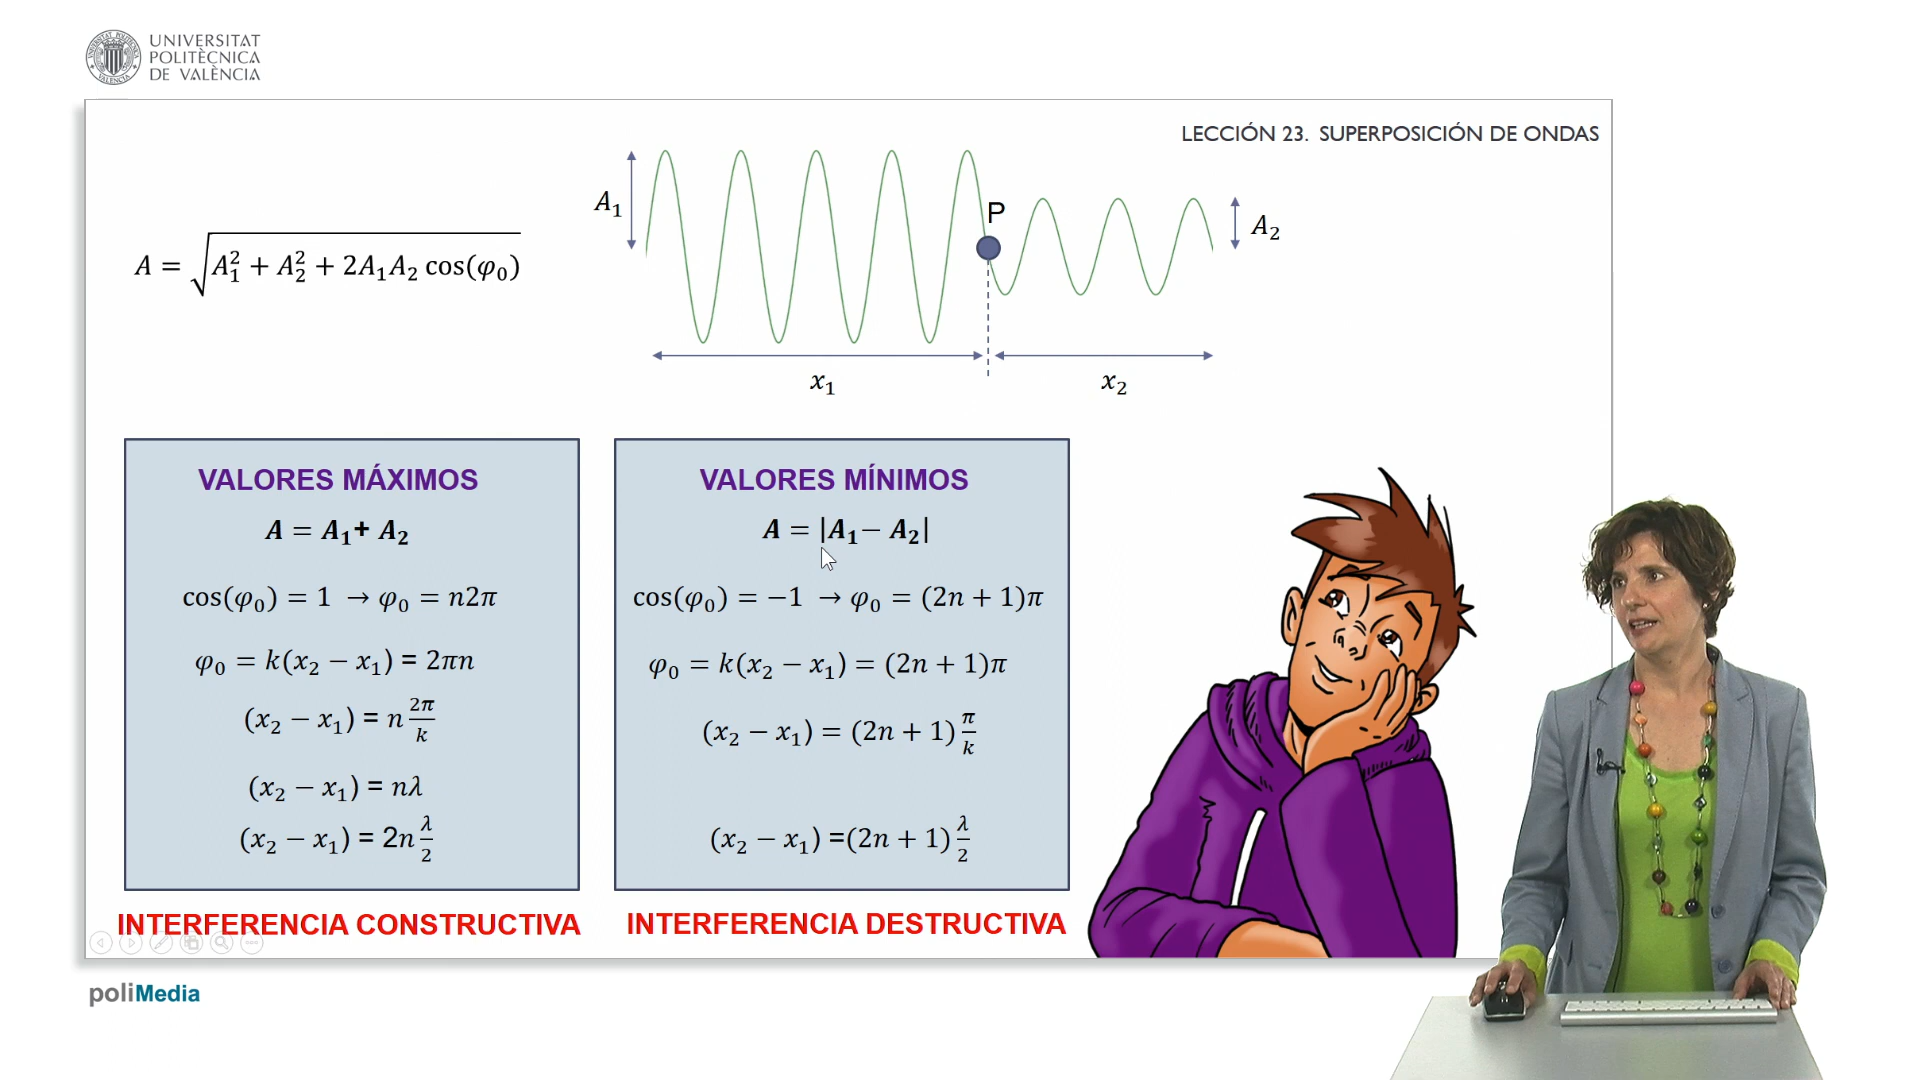 UNIVERSITAT
POLITÈCNICA
DE VALÈNCIA
LECCIÓN 23. SUPERPOSICIÓN DE ONDAS
A₁
P
A₂
A = √(A₁² + A₂² + 2A₁A₂ cos(φ₀))
x₁
x₂
VALORES MÁXIMOS
A = A₁+ A₂
cos(φ₀) = 1 → φ₀ = n2π
φ₀ = k(x₂ − x₁) = 2πn
(x₂ − x₁) = n 2π/k
(x₂ − x₁) = nλ
(x₂ − x₁) = 2n λ/2
INTERFERENCIA CONSTRUCTIVA
VALORES MÍNIMOS
A = |A₁− A₂|
cos(φ₀) = −1 → φ₀ = (2n + 1)π
φ₀ = k(x₂ − x₁) = (2n + 1)π
(x₂ − x₁) = (2n + 1) π/k
(x₂ − x₁) =(2n + 1) λ/2
INTERFERENCIA DESTRUCTIVA
poliMedia